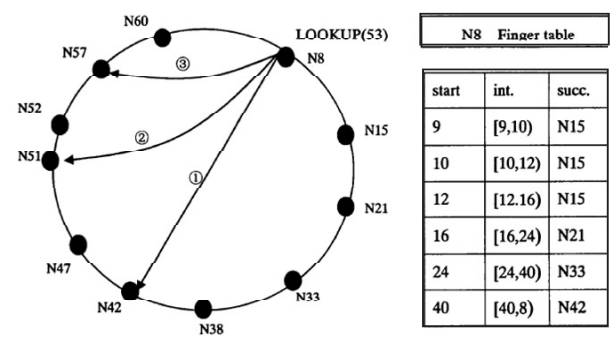 N60
LOOKUP(53)
N8
N57
③
N52
②
N51
①
N15
N21
N47
N42
N33
N38
N8 Finger table
start int. succ.
9 [9,10) N15
10 [10,12) N15
12 [12.16) N15
16 [16,24) N21
24 [24,40) N33
40 [40,8) N42